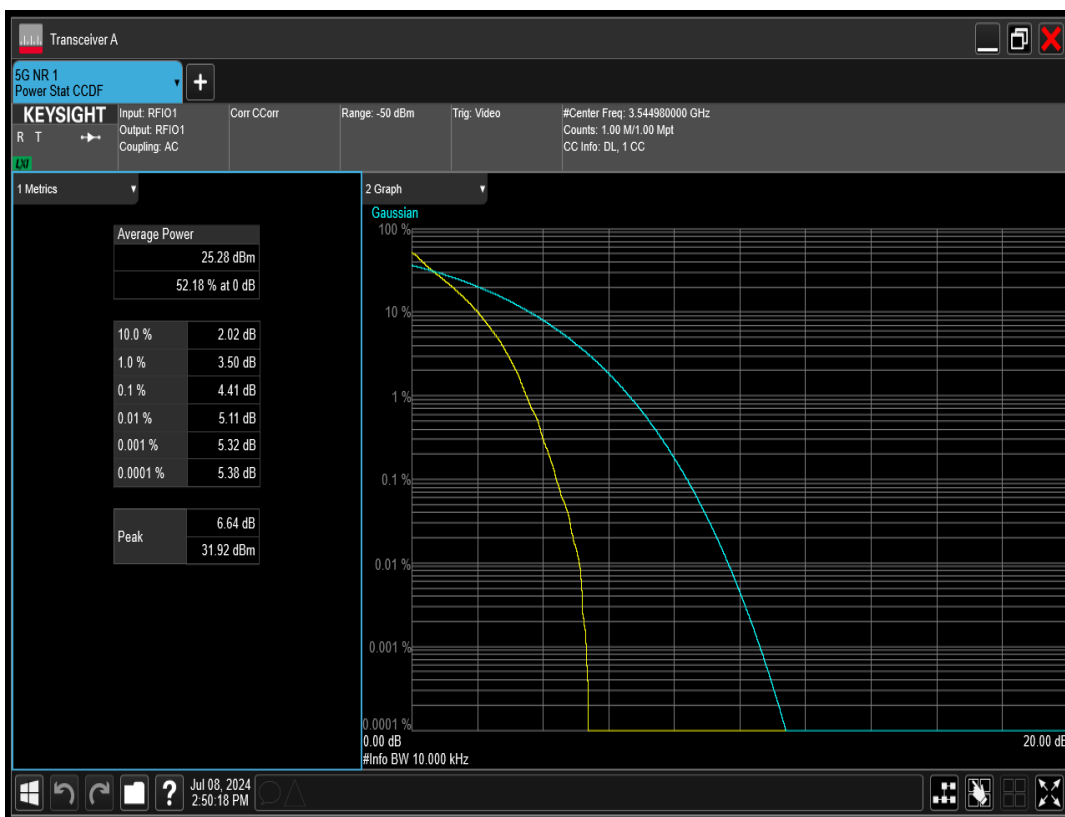 Transceiver A
5G NR 1
Power Stat CCDF
+
KEYSIGHT
R T
LXI
Input: RFIO1
Output: RFIO1
Coupling: AC
Corr CCorr
Range: -50 dBm
Trig: Video
#Center Freq: 3.544980000 GHz
Counts: 1.00 M/1.00 Mpt
CC Info: DL, 1 CC
1 Metrics
Average Power
25.28 dBm
52.18 % at 0 dB
10.0 % 2.02 dB
1.0 % 3.50 dB
0.1 % 4.41 dB
0.01 % 5.11 dB
0.001 % 5.32 dB
0.0001 % 5.38 dB
Peak
6.64 dB
31.92 dBm
2 Graph
Gaussian
100 %
10 %
1 %
0.1 %
0.01 %
0.001 %
0.0001 %
0.00 dB
20.00 dB
#Info BW 10.000 kHz
?
Jul 08, 2024
2:50:18 PM